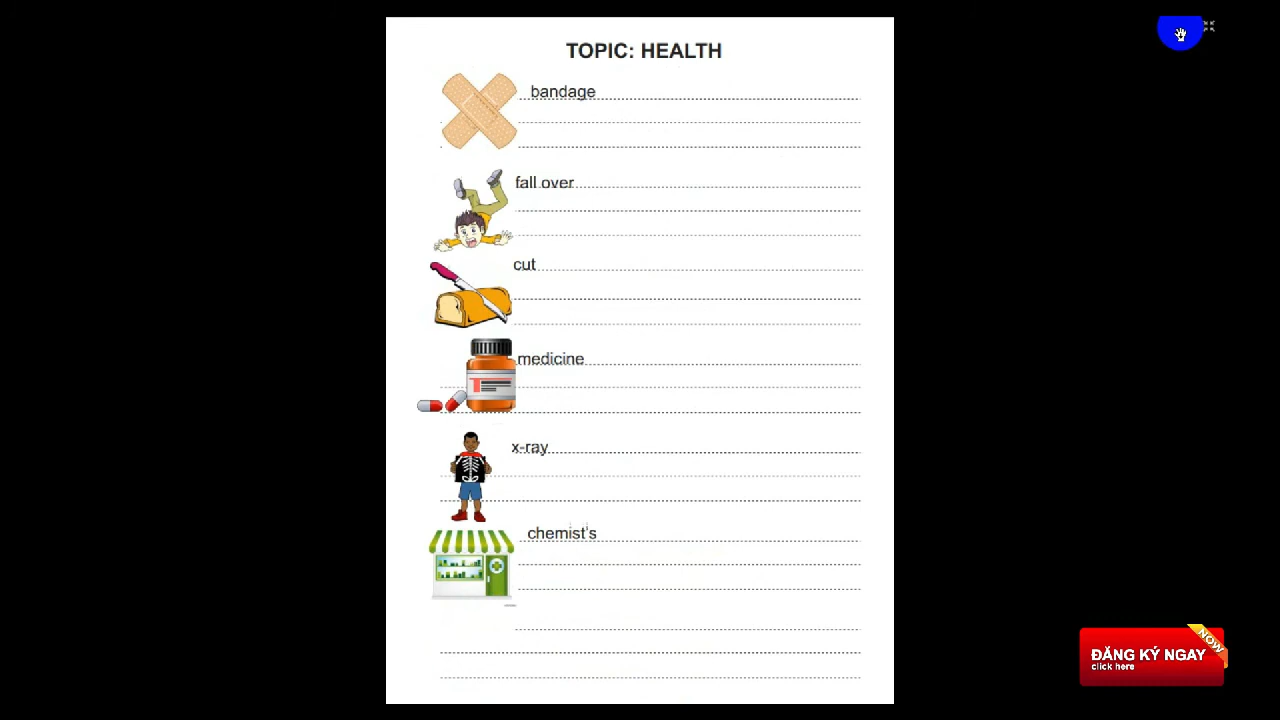 TOPIC: HEALTH
bandage
fall over
cut
medicine
x-ray
chemist's
NOW
ĐĂNG KÝ NGAY
click here